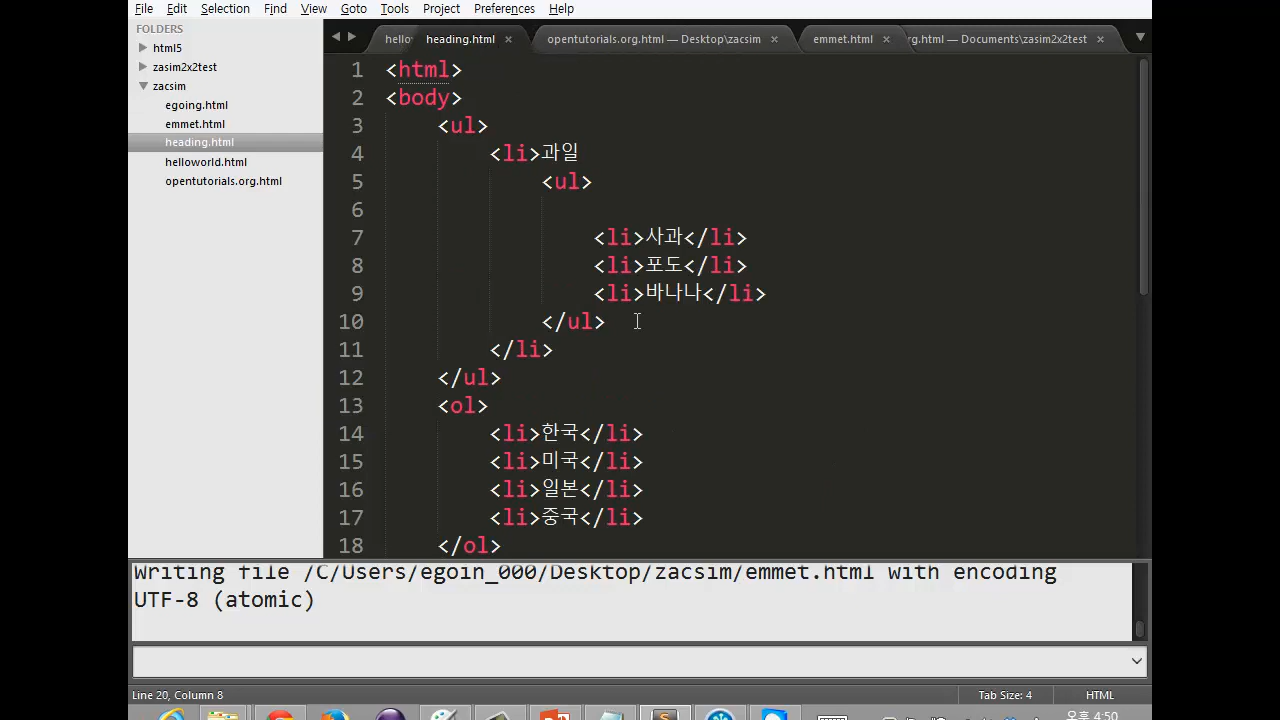 File Edit Selection Find View Goto Tools Project Preferences Help
FOLDERS
html5
zasim2x2test
zacsim
egoing.html
emmet.html
heading.html
helloworld.html
opentutorials.org.html
hello heading.html × opentutorials.org.html — Desktop\zacsim × emmet.html × rg.html — Documents\zasim2x2test ×
1 <html>
2 <body>
3 <ul>
4 <li>과일
5 <ul>
6
7 <li>사과</li>
8 <li>포도</li>
9 <li>바나나</li>
10 </ul>
11 </li>
12 </ul>
13 <ol>
14 <li>한국</li>
15 <li>미국</li>
16 <li>일본</li>
17 <li>중국</li>
18 </ol>
Writing file /C/Users/egoin_000/Desktop/zacsim/emmet.html with encoding
UTF-8 (atomic)
Line 20, Column 8 Tab Size: 4 HTML
오후 4:50